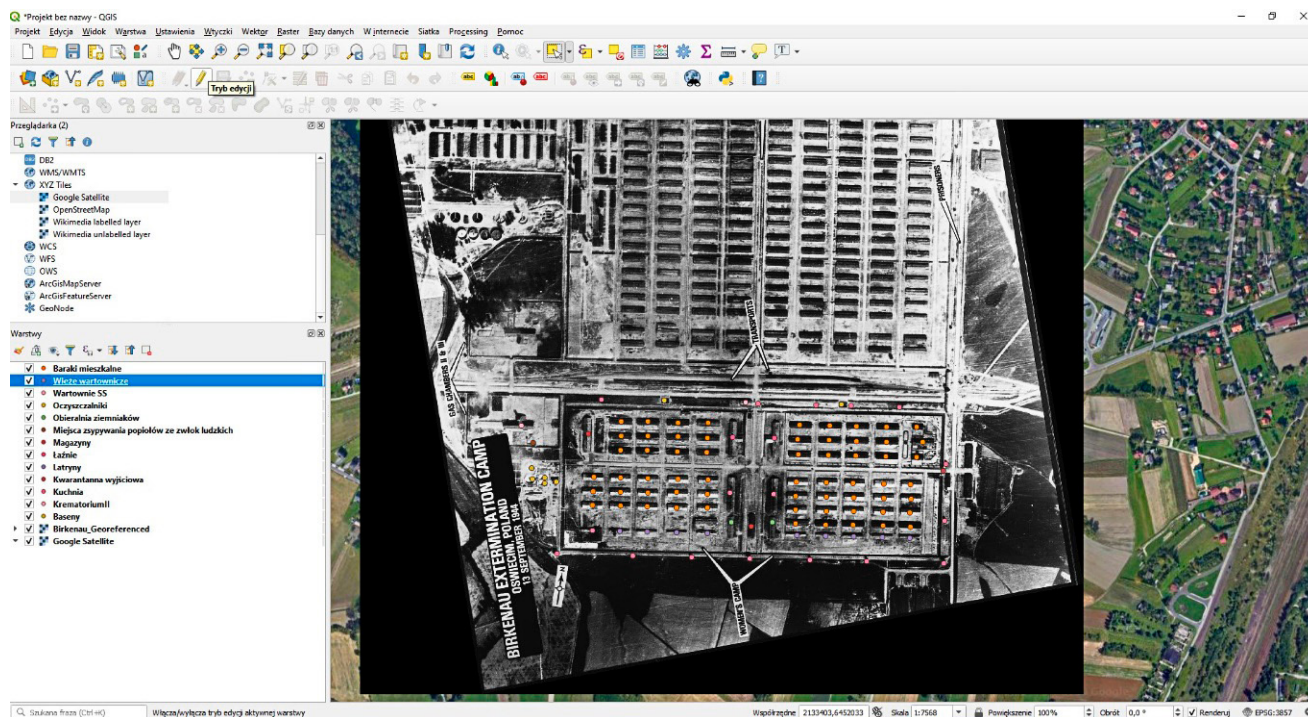 *Projekt bez nazwy - QGIS
Projekt Edycja Widok Warstwa Ustawienia Wtyczki Wektor Raster Bazy danych W internecie Siatka Processing Pomoc
Tryb edycji
Przeglądarka (2)
DB2
WMS/WMTS
XYZ Tiles
Google Satellite
OpenStreetMap
Wikimedia labelled layer
Wikimedia unlabelled layer
WCS
WFS
OWS
ArcGisMapServer
ArcGisFeatureServer
GeoNode
Warstwy
Baraki mieszkalne
Wieże wartownicze
Wartownie SS
Oczyszczalniki
Obieralnia ziemniaków
Miejsca zsypywania popiołów ze zwłok ludzkich
Magazyny
Łaźnie
Latryny
Kwarantanna wyjściowa
Kuchnia
KrematoriumII
Baseny
Birkenau_Georeferenced
Google Satellite
PRISONERS
TRANSPORTS
GAS CHAMBERS II & III
BIRKENAU EXTERMINATION CAMP
OSWIECIM, POLAND
13 SEPTEMBER 1944
N
WOMEN'S CAMP
Szukana fraza (Ctrl+K) Włącza/wyłącza tryb edycji aktywnej warstwy Współrzędne 2133403,6452033 Skala 1:7568 Powiększenie 100% Obrót 0,0 ° Renderuj EPSG:3857